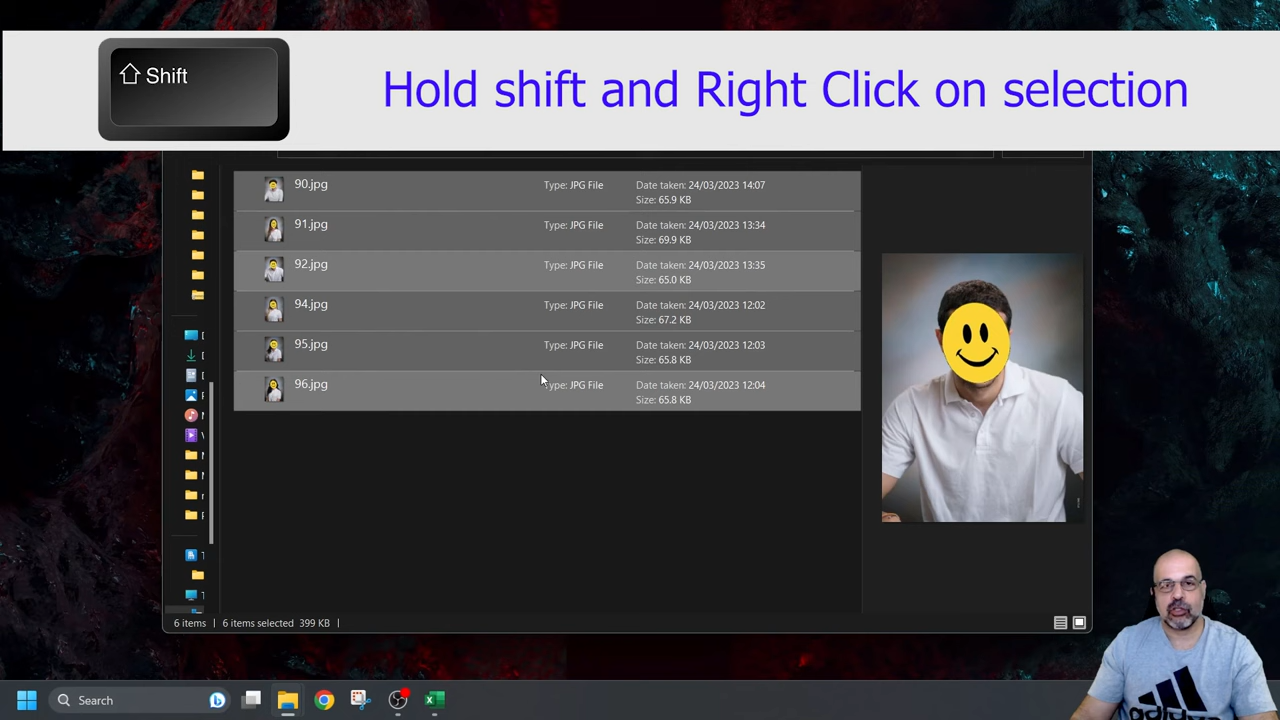 Shift
Hold shift and Right Click on selection
90.jpg
Type: JPG File
Date taken: 24/03/2023 14:07
Size: 65.9 KB
91.jpg
Type: JPG File
Date taken: 24/03/2023 13:34
Size: 69.9 KB
92.jpg
Type: JPG File
Date taken: 24/03/2023 13:35
Size: 65.0 KB
94.jpg
Type: JPG File
Date taken: 24/03/2023 12:02
Size: 67.2 KB
95.jpg
Type: JPG File
Date taken: 24/03/2023 12:03
Size: 65.8 KB
96.jpg
Type: JPG File
Date taken: 24/03/2023 12:04
Size: 65.8 KB
6 items
6 items selected 399 KB
Search